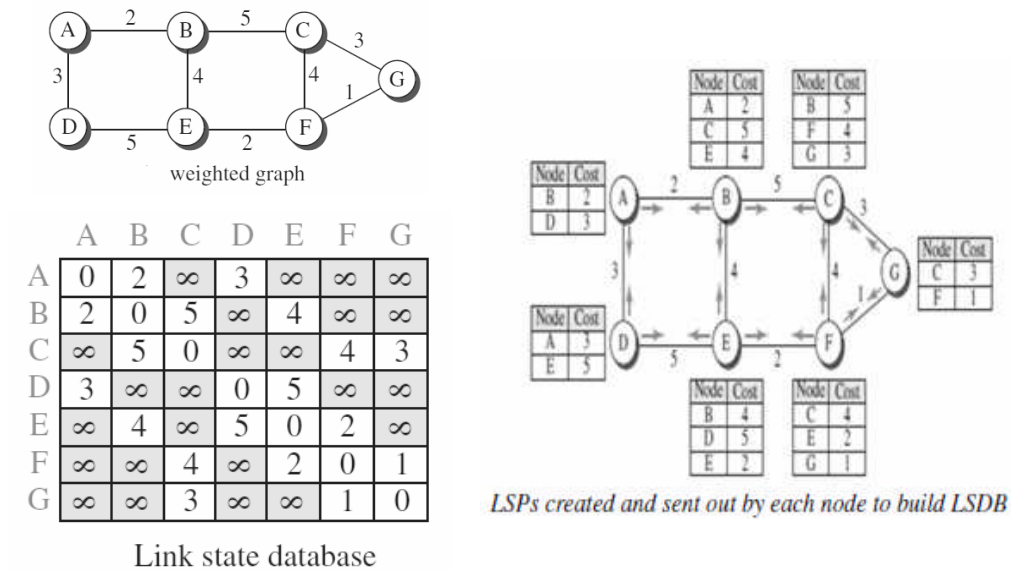 A 2 B 5 C
3
3 4 4 G
1
D 5 E 2 F
weighted graph
A B C D E F G
A 0 2 ∞ 3 ∞ ∞ ∞
B 2 0 5 ∞ 4 ∞ ∞
C ∞ 5 0 ∞ ∞ 4 3
D 3 ∞ ∞ 0 5 ∞ ∞
E ∞ 4 ∞ 5 0 2 ∞
F ∞ ∞ 4 ∞ 2 0 1
G ∞ ∞ 3 ∞ ∞ 1 0
Link state database
Node Cost
A 2
C 5
E 4
Node Cost
B 5
F 4
G 3
Node Cost
B 2
D 3
A 2 B 5 C
3
3 4 4 G
1
Node Cost
C 3
F 1
Node Cost
A 3
E 5
D 5 E 2 F
Node Cost
B 4
D 5
E 2
Node Cost
C 4
E 2
G 1
LSPs created and sent out by each node to build LSDB